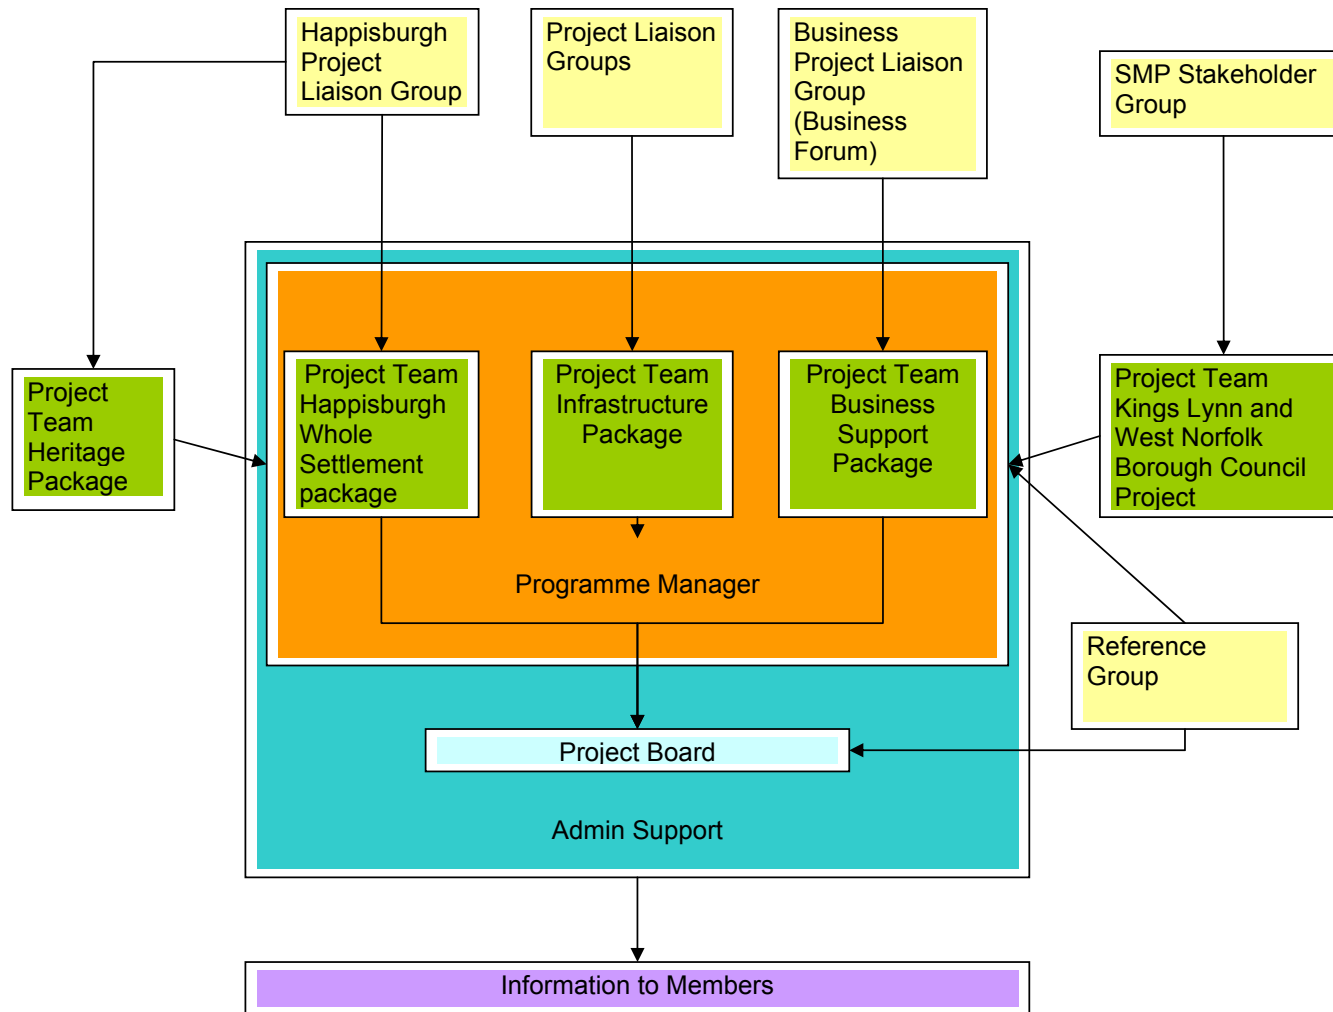 Happisburgh
Project
Liaison Group
Project Liaison
Groups
Business
Project Liaison
Group
(Business
Forum)
SMP Stakeholder
Group
Project
Team
Heritage
Package
Project Team
Happisburgh
Whole
Settlement
package
Project Team
Infrastructure
Package
Project Team
Business
Support
Package
Project Team
Kings Lynn and
West Norfolk
Borough Council
Project
Programme Manager
Reference
Group
Project Board
Admin Support
Information to Members